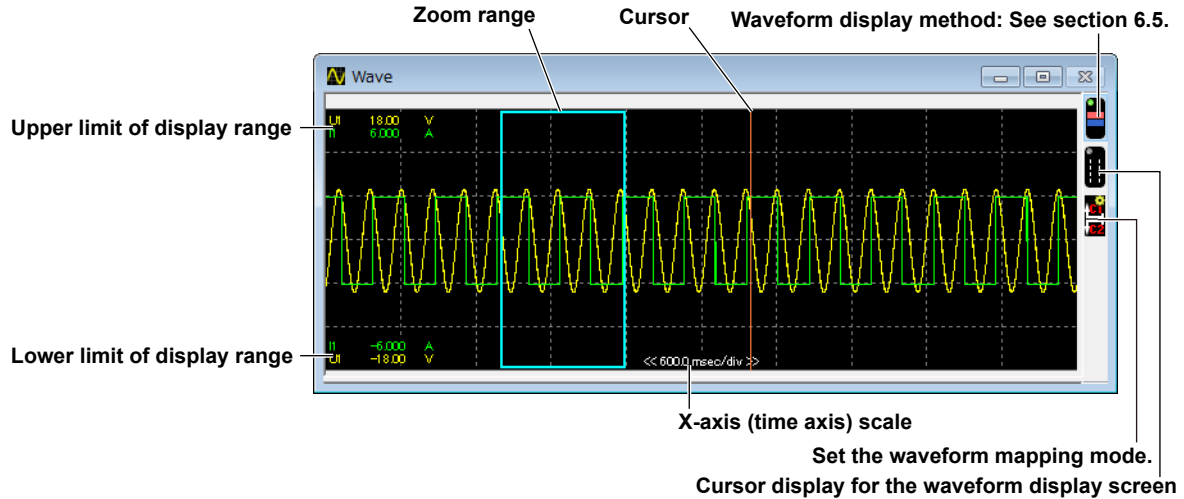 Zoom range Cursor Waveform display method: See section 6.5.
Wave
Upper limit of display range
U1 18.00 V
I1 6.000 A
Lower limit of display range
I1 -6.000 A
U1 -18.00 V
<< 600.0 msec/div >>
C1
C2
X-axis (time axis) scale
Set the waveform mapping mode.
Cursor display for the waveform display screen